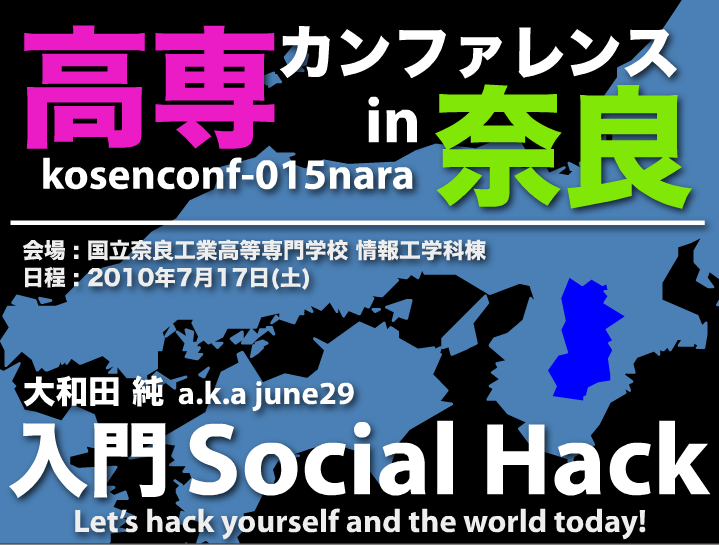 高専カンファレンス
in 奈良
kosenconf-015nara
会場 : 国立奈良工業高等専門学校 情報工学科棟
日程 : 2010年7月17日(土)
大和田 純 a.k.a june29
入門 Social Hack
Let's hack yourself and the world today!